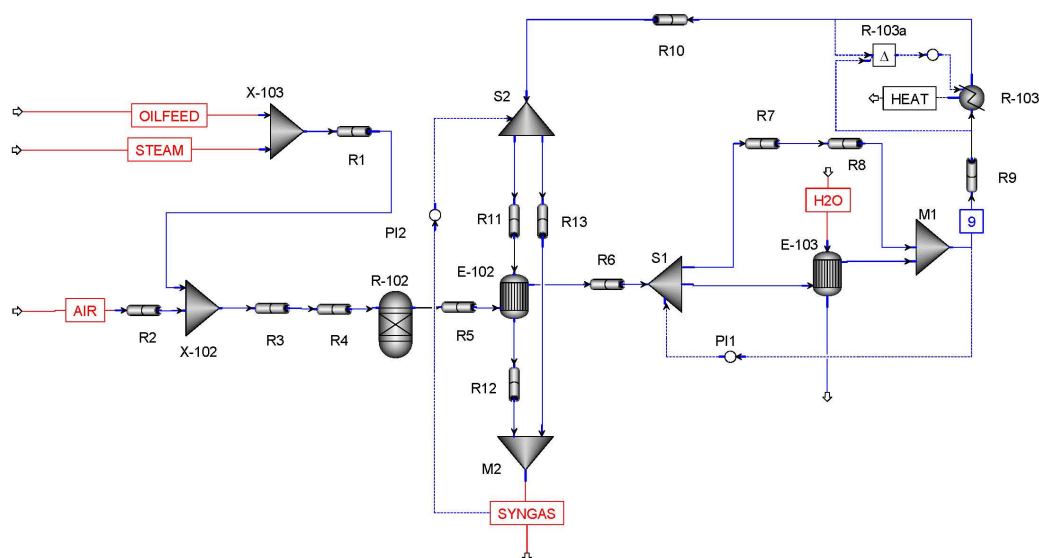 R-103a
R10
Δ
X-103
HEAT
R-103
S2
OILFEED
R7
STEAM
R1
R8
R9
H2O
R11
R13
M1
9
PI2
E-103
R-102
E-102
R6
S1
AIR
R2
R3
R4
R5
X-102
PI1
R12
M2
SYNGAS